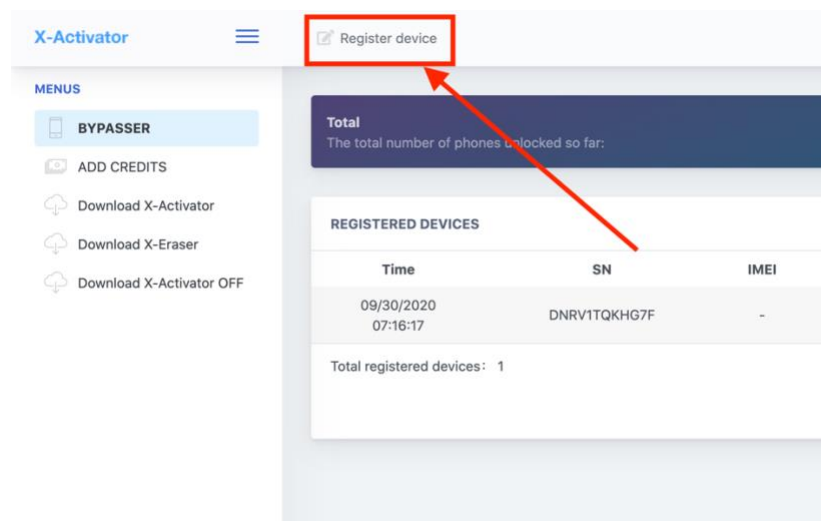 X-Activator
Register device
MENUS
BYPASSER
ADD CREDITS
Download X-Activator
Download X-Eraser
Download X-Activator OFF
Total
The total number of phones unlocked so far:
REGISTERED DEVICES
Time SN IMEI
09/30/2020
07:16:17
DNRV1TQKHG7F -
Total registered devices: 1